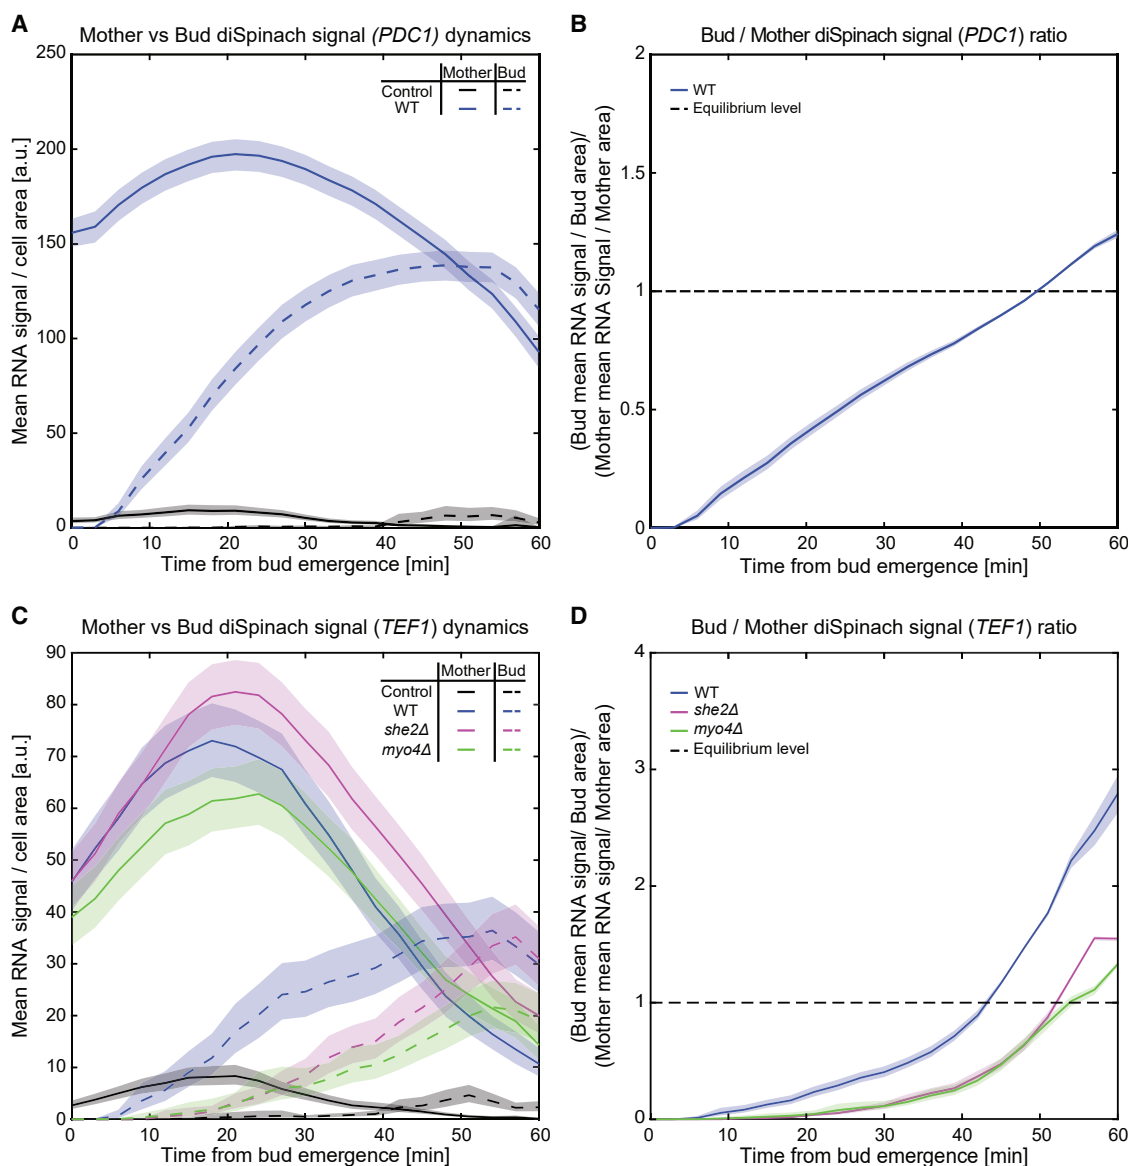 A
Mother vs Bud diSpinach signal (PDC1) dynamics
Mean RNA signal / cell area [a.u.]
250
200
150
100
50
0
Mother Bud
Control
WT
0 10 20 30 40 50 60
Time from bud emergence [min]
B
Bud / Mother diSpinach signal (PDC1) ratio
(Bud mean RNA signal / Bud area)/
(Mother mean RNA Signal / Mother area)
2
1.5
1
0.5
0
WT
Equilibrium level
0 10 20 30 40 50 60
Time from bud emergence [min]
C
Mother vs Bud diSpinach signal (TEF1) dynamics
Mean RNA signal / cell area [a.u.]
90
80
70
60
50
40
30
20
10
0
Mother Bud
Control
WT
she2Δ
myo4Δ
0 10 20 30 40 50 60
Time from bud emergence [min]
D
Bud / Mother diSpinach signal (TEF1) ratio
(Bud mean RNA signal/ Bud area)/
(Mother mean RNA signal/ Mother area)
4
3
2
1
0
WT
she2Δ
myo4Δ
Equilibrium level
0 10 20 30 40 50 60
Time from bud emergence [min]